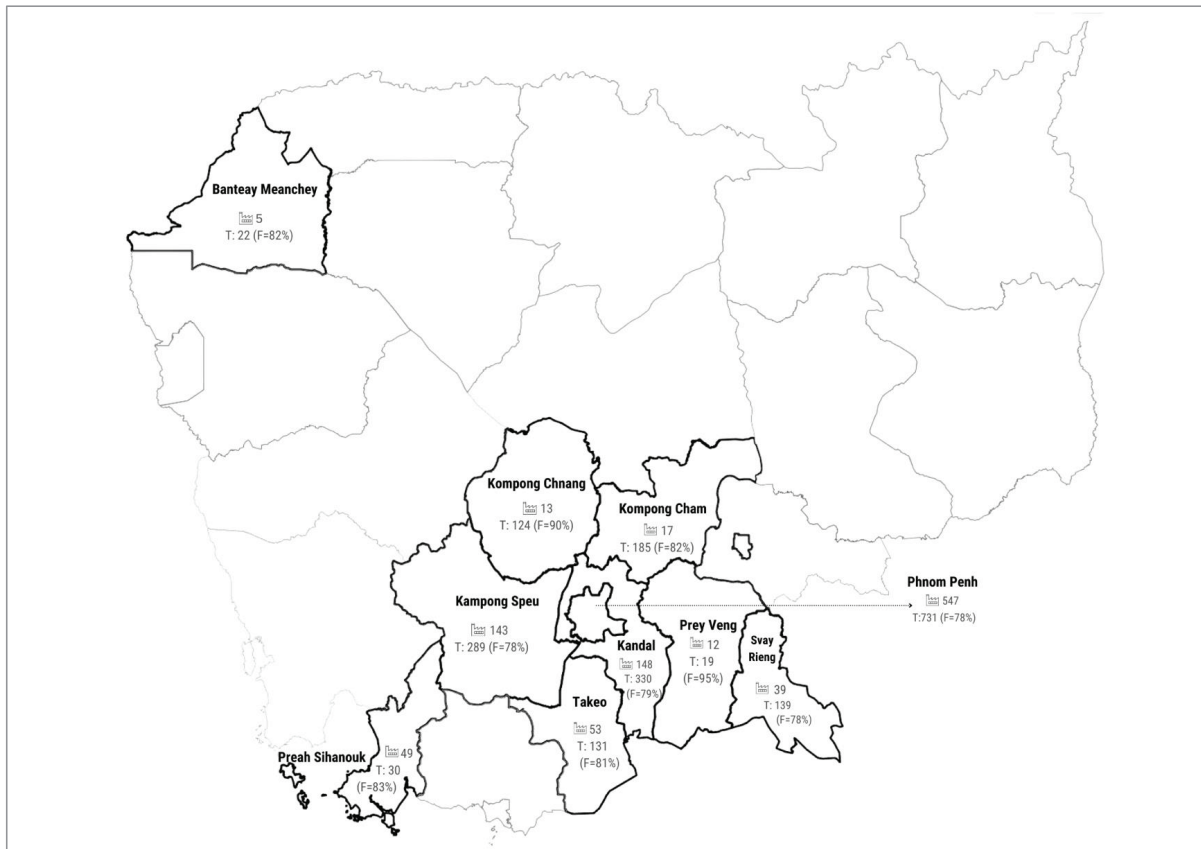 Banteay Meanchey
5
T: 22 (F=82%)
Kompong Chnang
13
T: 124 (F=90%)
Kompong Cham
17
T: 185 (F=82%)
Phnom Penh
547
T:731 (F=78%)
Kampong Speu
143
T: 289 (F=78%)
Kandal
148
T: 330
(F=79%)
Prey Veng
12
T: 19
(F=95%)
Svay
Rieng
39
T: 139
(F=78%)
Takeo
53
T: 131
(F=81%)
Preah Sihanouk
49
T: 30
(F=83%)